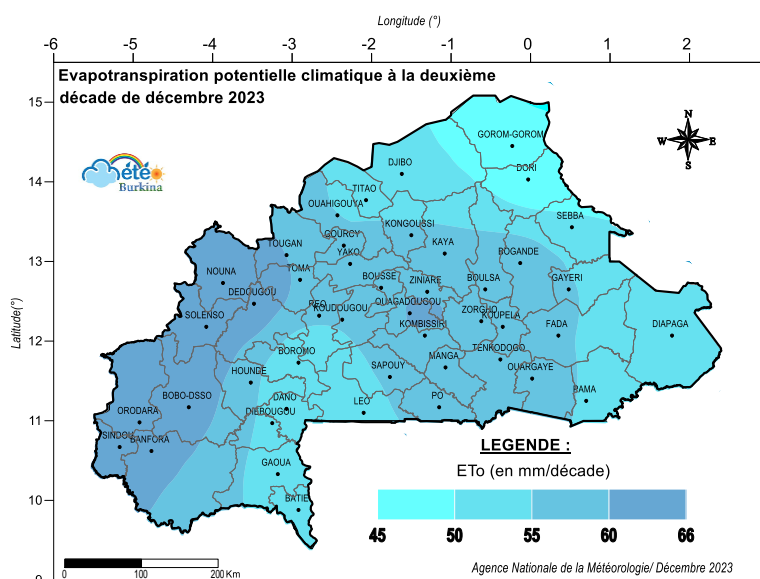 Longitude (°)
-6 -5 -4 -3 -2 -1 0 1 2
Evapotranspiration potentielle climatique à la deuxième
décade de décembre 2023
15
14
13
12
11
10
9
Latitude(°)
N
W E
S
été
Burkina
GOROM-GOROM
DJIBO
DORI
TITAO
OUAHIGOUYA
SEBBA
KONGOUSSI
GOURCY
TOUGAN
KAYA
YAKO
BOGANDE
NOUNA
TOMA
BOUSSE
ZINIARE
BOULSA
GAYERI
DEDOUGOU
REO
OUAGADOUGOU
KOUDOUGOU
ZORGHO
SOLENSO
KOUPELA
KOMBISSIRI
FADA
DIAPAGA
BOROMO
TENKODOGO
MANGA
HOUNDE
SAPOUY
OUARGAYE
BOBO-DSSO
DANO
LEO
PO
PAMA
ORODARA
DIEBOUGOU
SINDOU
BANFORA
GAOUA
BATIE
LEGENDE :
ETo (en mm/décade)
45 50 55 60 66
0 100 200 Km
Agence Nationale de la Météorologie/ Décembre 2023